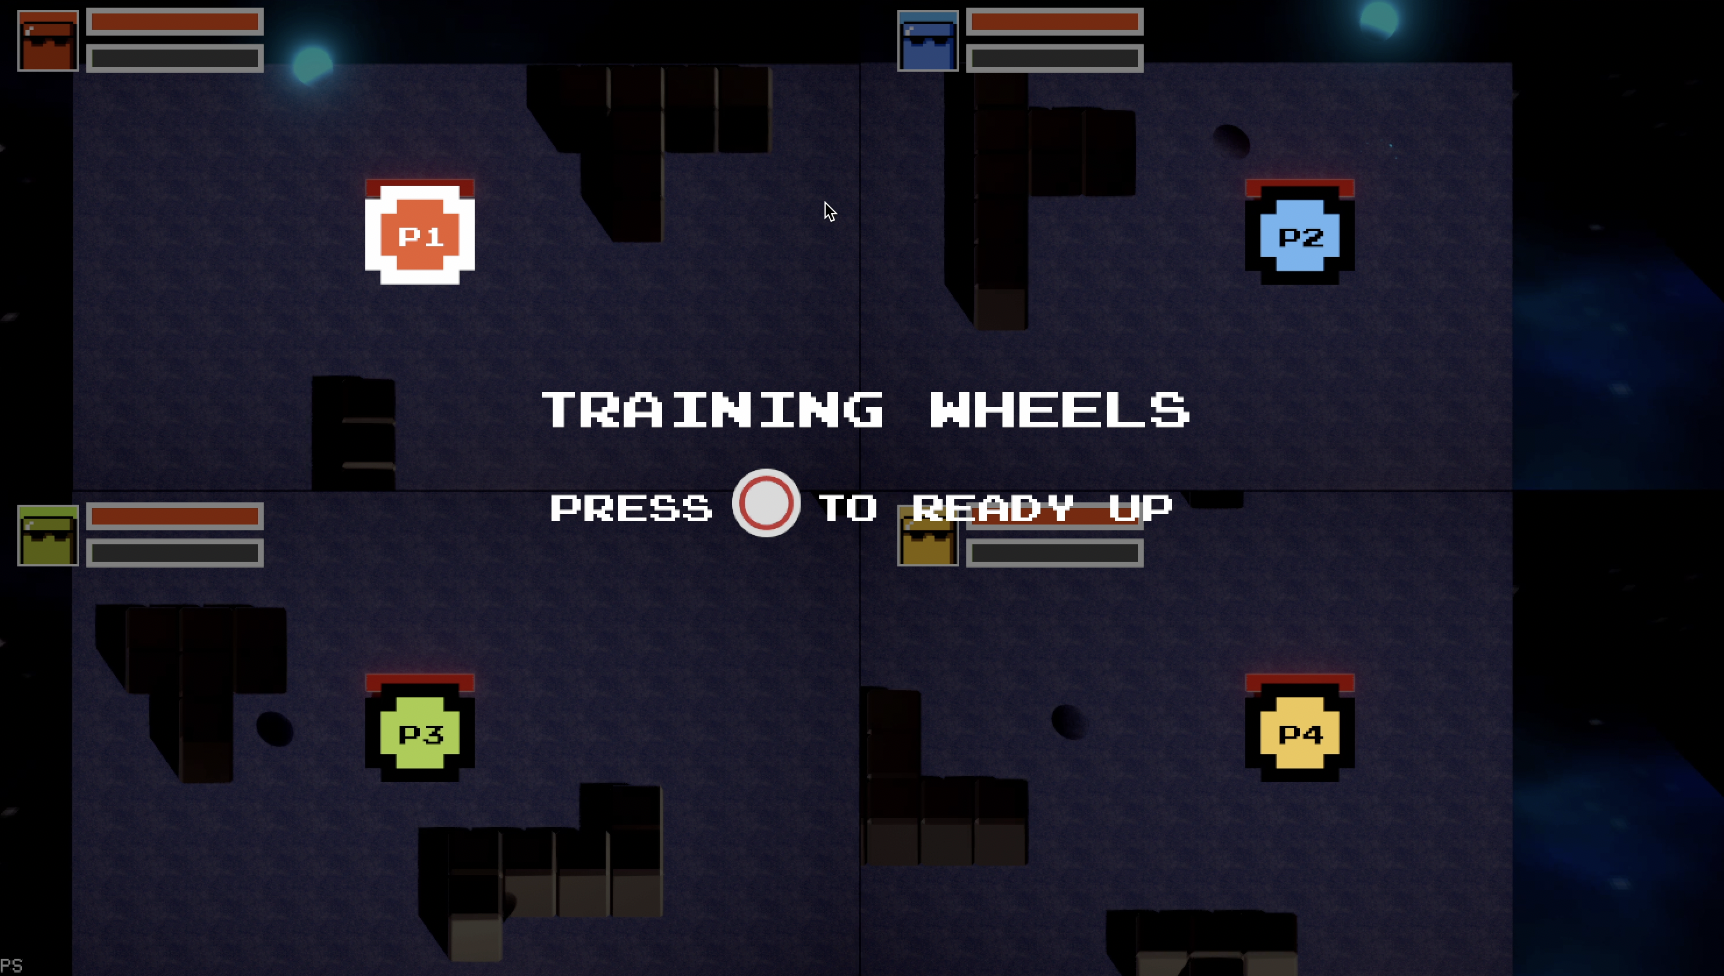 P1
P2
TRAINING WHEELS
PRESS TO READY UP
P3
P4
PS